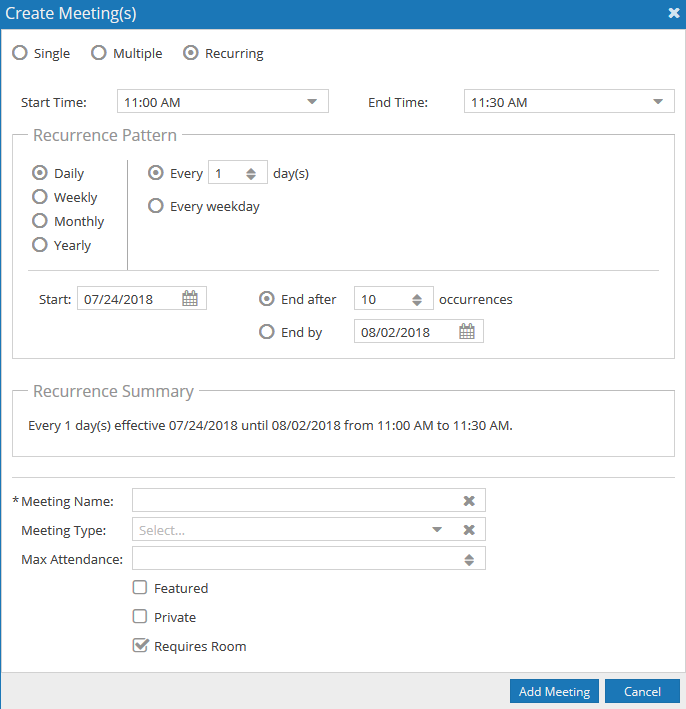 Create Meeting(s)
Single Multiple Recurring
Start Time: 11:00 AM End Time: 11:30 AM
Recurrence Pattern
Daily Every 1 day(s)
Weekly
Every weekday
Monthly
Yearly
Start: 07/24/2018 End after 10 occurrences
End by 08/02/2018
Recurrence Summary
Every 1 day(s) effective 07/24/2018 until 08/02/2018 from 11:00 AM to 11:30 AM.
* Meeting Name:
Meeting Type: Select...
Max Attendance:
Featured
Private
Requires Room
Add Meeting Cancel